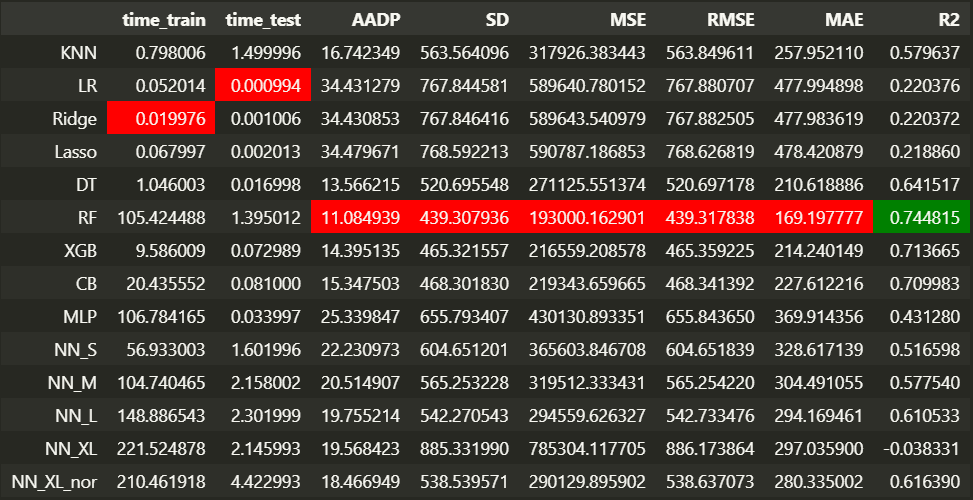 time_train time_test AADP SD MSE RMSE MAE R2
KNN 0.798006 1.499996 16.742349 563.564096 317926.383443 563.849611 257.952110 0.579637
LR 0.052014 0.000994 34.431279 767.844581 589640.780152 767.880707 477.994898 0.220376
Ridge 0.019976 0.001006 34.430853 767.846416 589643.540979 767.882505 477.983619 0.220372
Lasso 0.067997 0.002013 34.479671 768.592213 590787.186853 768.626819 478.420879 0.218860
DT 1.046003 0.016998 13.566215 520.695548 271125.551374 520.697178 210.618886 0.641517
RF 105.424488 1.395012 11.084939 439.307936 193000.162901 439.317838 169.197777 0.744815
XGB 9.586009 0.072989 14.395135 465.321557 216559.208578 465.359225 214.240149 0.713665
CB 20.435552 0.081000 15.347503 468.301830 219343.659665 468.341392 227.612216 0.709983
MLP 106.784165 0.033997 25.339847 655.793407 430130.893351 655.843650 369.914356 0.431280
NN_S 56.933003 1.601996 22.230973 604.651201 365603.846708 604.651839 328.617139 0.516598
NN_M 104.740465 2.158002 20.514907 565.253228 319512.333431 565.254220 304.491055 0.577540
NN_L 148.886543 2.301999 19.755214 542.270543 294559.626327 542.733476 294.169461 0.610533
NN_XL 221.524878 2.145993 19.568423 885.331990 785304.117705 886.173864 297.035900 -0.038331
NN_XL_nor 210.461918 4.422993 18.466949 538.539571 290129.895902 538.637073 280.335002 0.616390